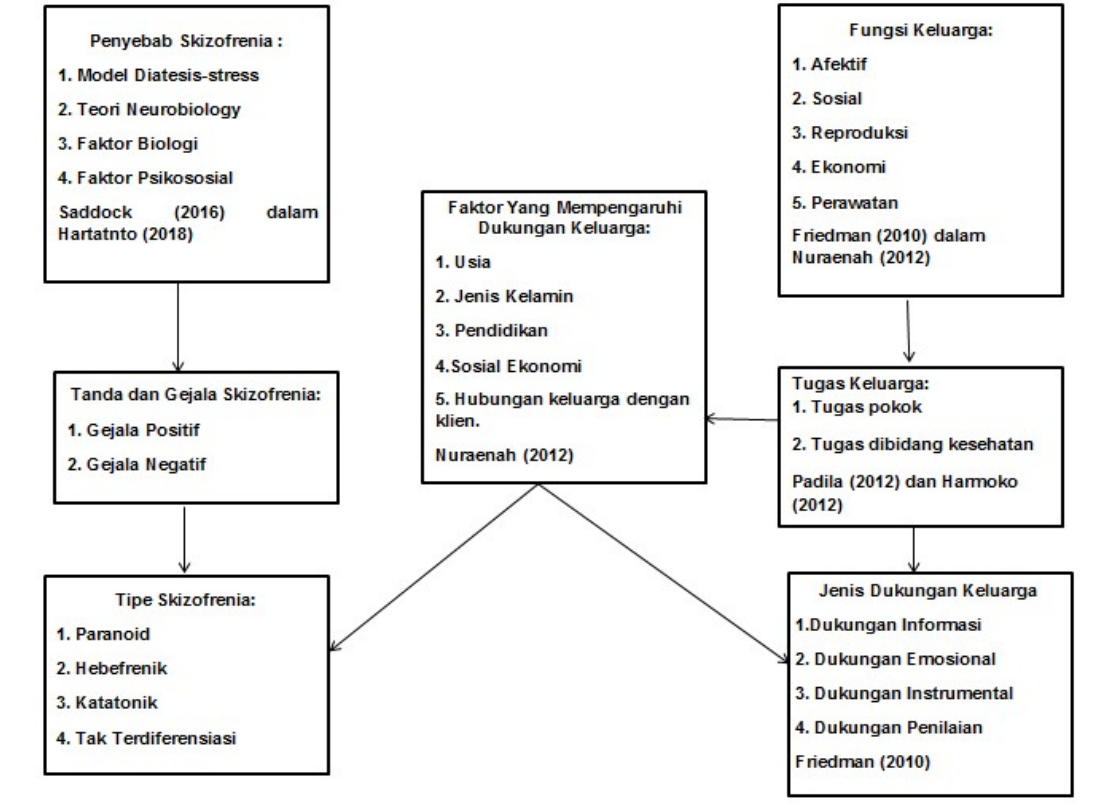 Penyebab Skizofrenia :
1. Model Diatesis-stress
2. Teori Neurobiology
3. Faktor Biologi
4. Faktor Psikososial
Saddock (2016) dalam
Hartatnto (2018)
Tanda dan Gejala Skizofrenia:
1. Gejala Positif
2. Gejala Negatif
Tipe Skizofrenia:
1. Paranoid
2. Hebefrenik
3. Katatonik
4. Tak Terdiferensiasi
Faktor Yang Mempengaruhi
Dukungan Keluarga:
1. Usia
2. Jenis Kelamin
3. Pendidikan
4.Sosial Ekonomi
5. Hubungan keluarga dengan
klien.
Nuraenah (2012)
Fungsi Keluarga:
1. Afektif
2. Sosial
3. Reproduksi
4. Ekonomi
5. Perawatan
Friedman (2010) dalam
Nuraenah (2012)
Tugas Keluarga:
1. Tugas pokok
2. Tugas dibidang kesehatan
Padila (2012) dan Harmoko
(2012)
Jenis Dukungan Keluarga
1.Dukungan Informasi
2. Dukungan Emosional
3. Dukungan Instrumental
4. Dukungan Penilaian
Friedman (2010)